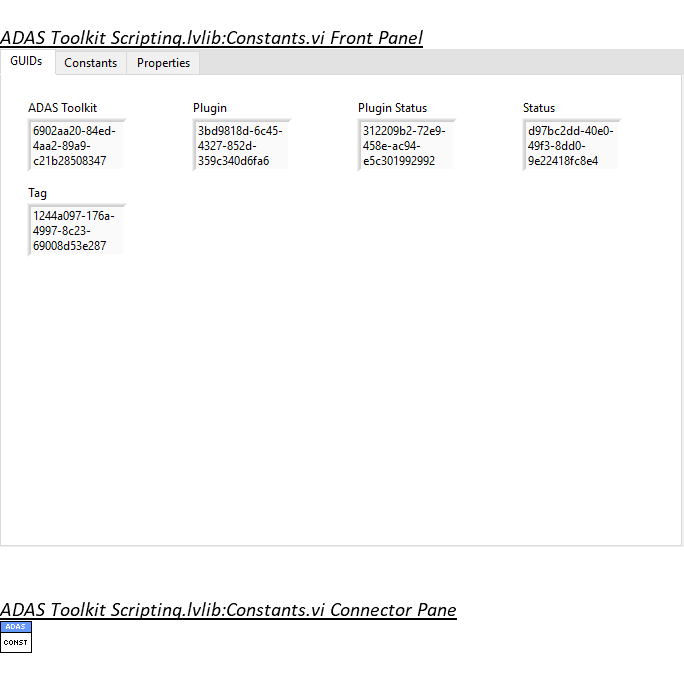 ADAS Toolkit Scripting.lvlib:Constants.vi Front Panel
GUIDs Constants Properties
ADAS Toolkit Plugin Plugin Status Status
6902aa20-84ed- 3bd9818d-6c45- 312209b2-72e9- d97bc2dd-40e0-
4aa2-89a9- 4327-852d- 458e-ac94- 49f3-8dd0-
c21b28508347 359c340d6fa6 e5c301992992 9e22418fc8e4
Tag
1244a097-176a-
4997-8c23-
69008d53e287
ADAS Toolkit Scripting.lvlib:Constants.vi Connector Pane
ADAS
CONST